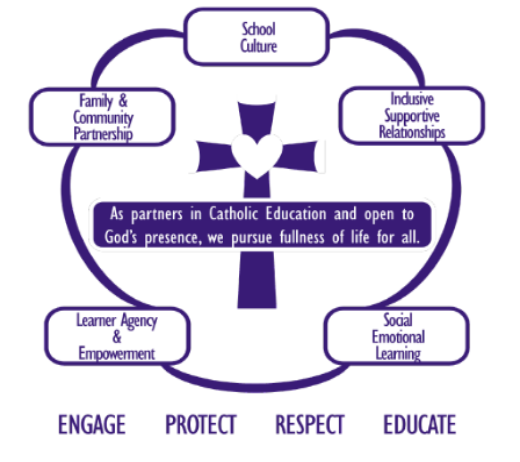 School
Culture
Family &
Community
Partnership
Inclusive
Supportive
Relationships
As partners in Catholic Education and open to
God's presence, we pursue fullness of life for all.
Learner Agency
&
Empowerment
Social
Emotional
Learning
ENGAGE PROTECT RESPECT EDUCATE